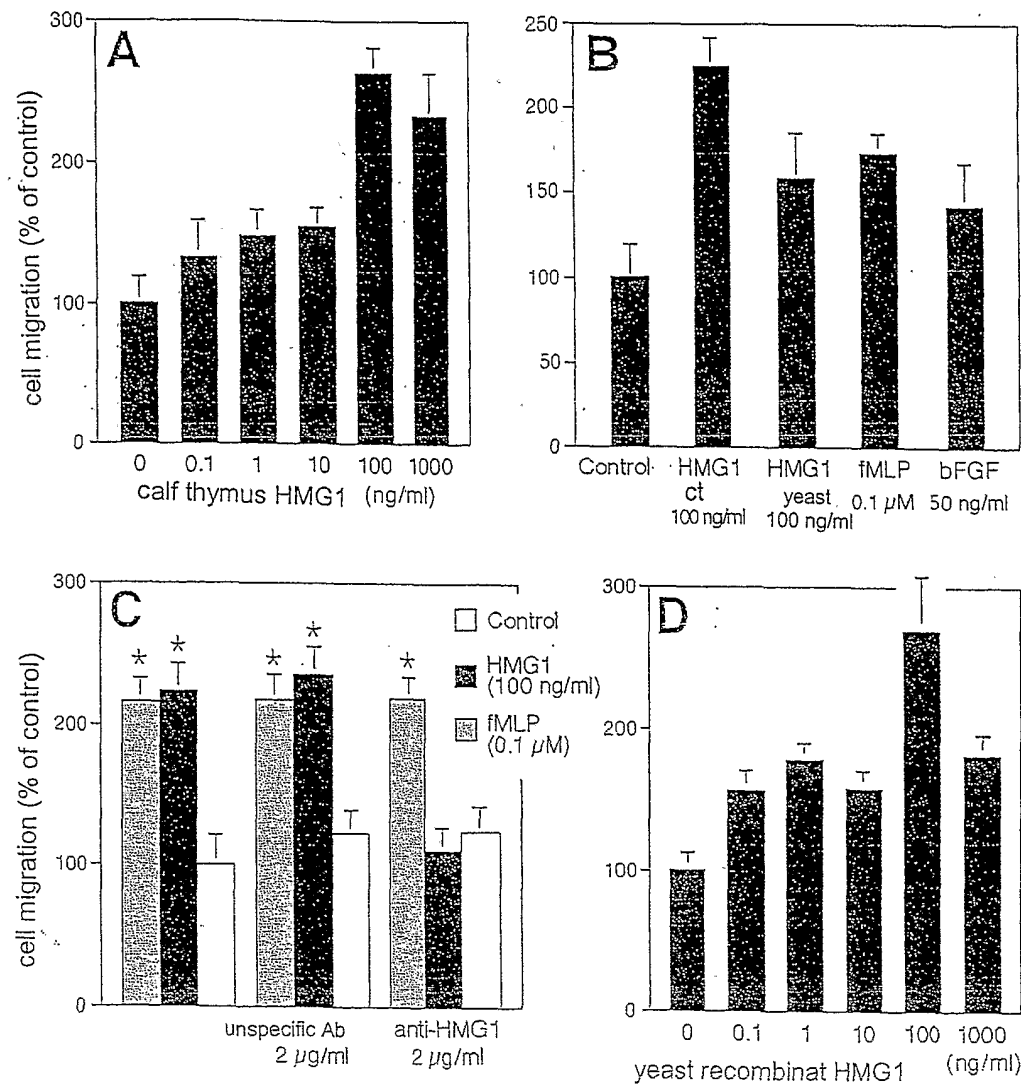 A
300
200
100
0
cell migration (% of control)
0 0.1 1 10 100 1000
calf thymus HMG1 (ng/ml)
B
250
200
150
100
50
0
Control HMG1 ct 100 ng/ml HMG1 yeast 100 ng/ml fMLP 0.1 µM bFGF 50 ng/ml
C
300
200
100
0
cell migration (% of control)
* * * * *
Control
HMG1
(100 ng/ml)
fMLP
(0.1 µM)
unspecific Ab anti-HMG1
2 µg/ml 2 µg/ml
D
300
200
100
0
0 0.1 1 10 100 1000
yeast recombinat HMG1 (ng/ml)